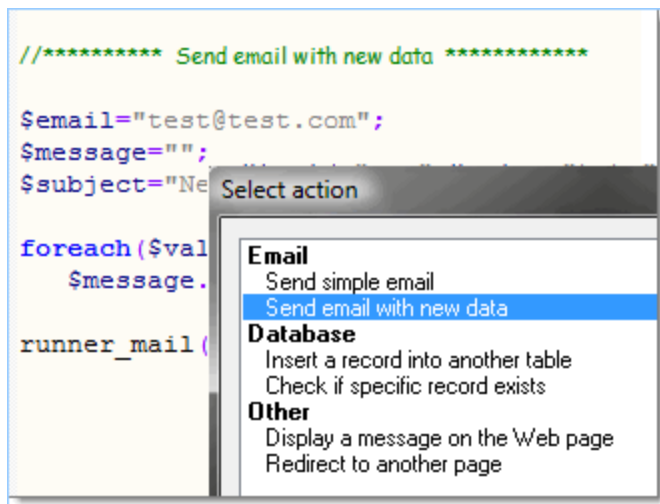 //********** Send email with new data ************
$email="test@test.com";
$message="";
$subject="Ne
foreach($val
$message.
runner_mail(
Select action
Email
Send simple email
Send email with new data
Database
Insert a record into another table
Check if specific record exists
Other
Display a message on the Web page
Redirect to another page